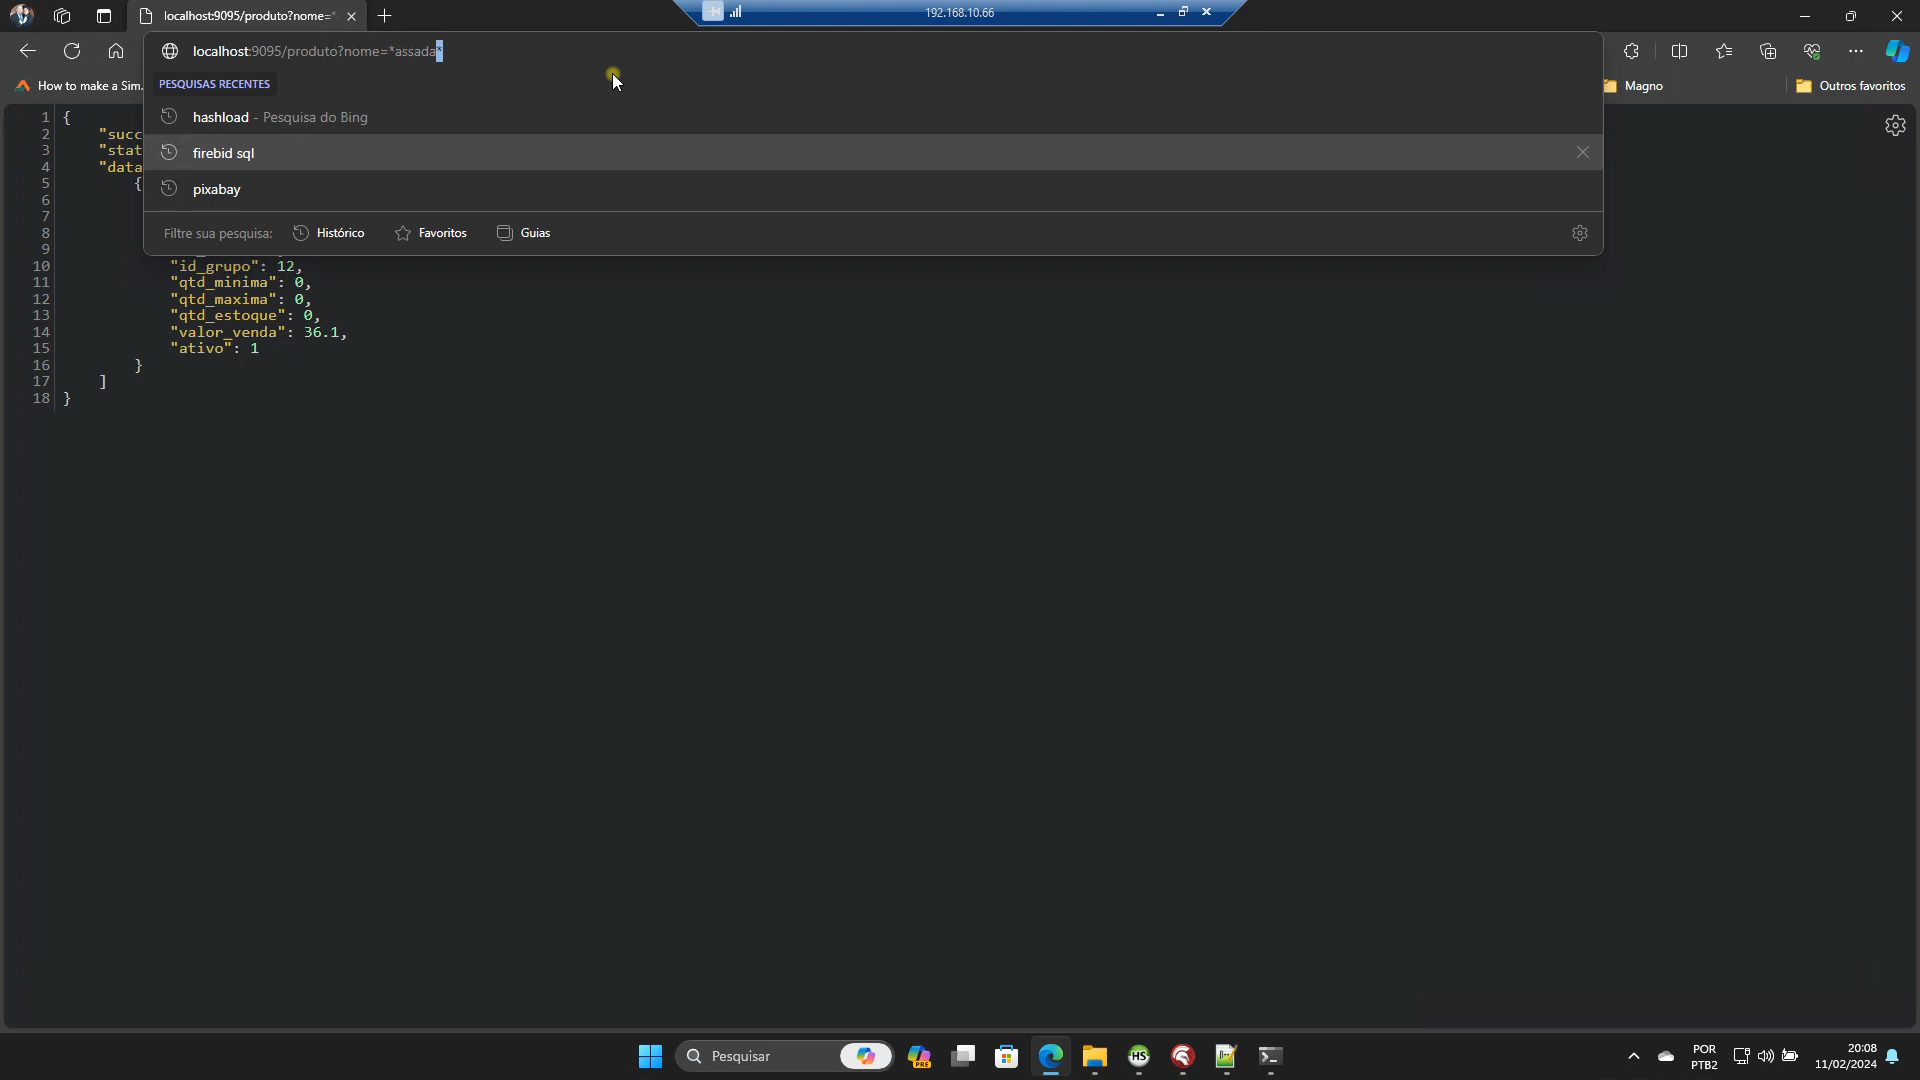 localhost:9095/produto?nome=*
192.168.10.66
localhost:9095/produto?nome=*assada*
How to make a Sim...
PESQUISAS RECENTES
Magno
Outros favoritos
hashload - Pesquisa do Bing
firebid sql
pixabay
Filtre sua pesquisa:
Histórico
Favoritos
Guias
1 {
2 "succ
3 "stat
4 "data
5 {
6
7
8
9
10 "id_grupo": 12,
11 "qtd_minima": 0,
12 "qtd_maxima": 0,
13 "qtd_estoque": 0,
14 "valor_venda": 36.1,
15 "ativo": 1
16 }
17 ]
18 }
Pesquisar
PRE
HS
POR
PTB2
20:08
11/02/2024